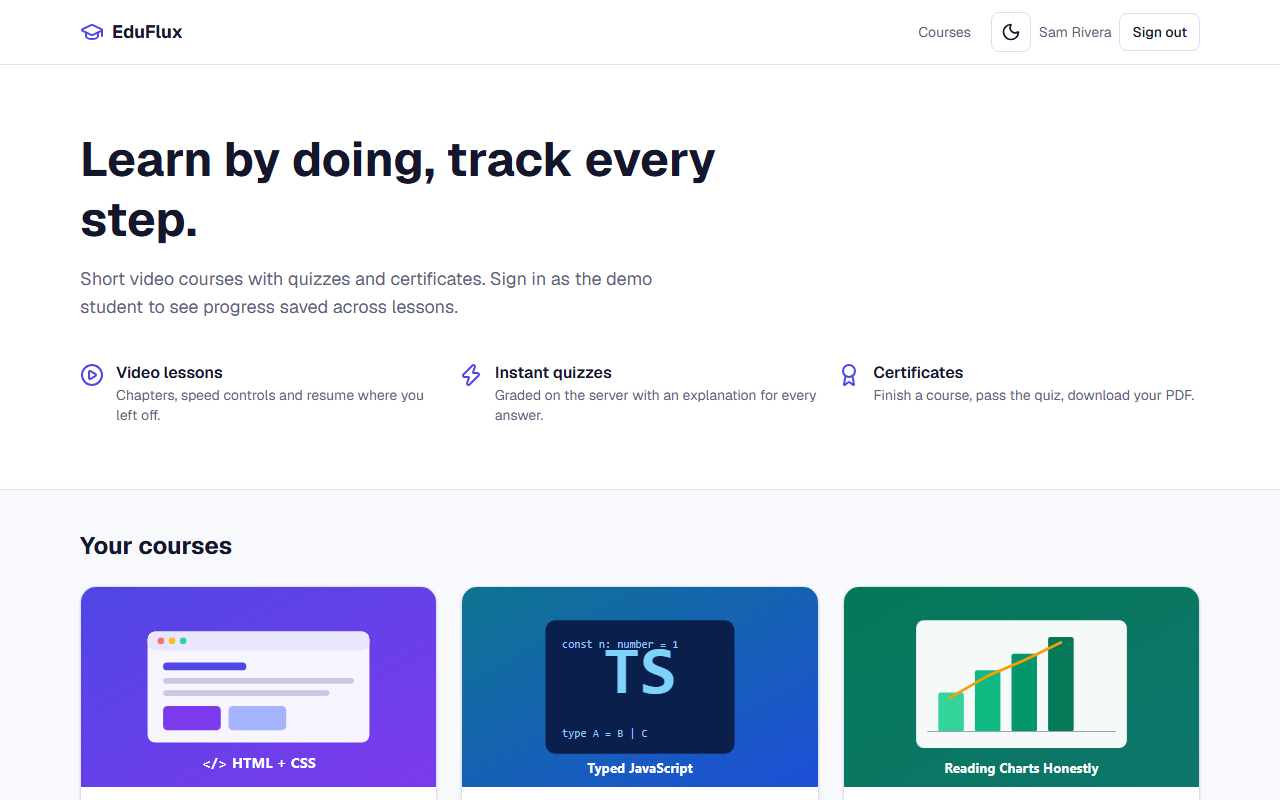 EduFlux
Courses
Sam Rivera
Sign out
Learn by doing, track every
step.
Short video courses with quizzes and certificates. Sign in as the demo
student to see progress saved across lessons.
Video lessons
Chapters, speed controls and resume where you
left off.
Instant quizzes
Graded on the server with an explanation for every
answer.
Certificates
Finish a course, pass the quiz, download your PDF.
Your courses
</> HTML + CSS
const n: number = 1
TS
type A = B | C
Typed JavaScript
Reading Charts Honestly